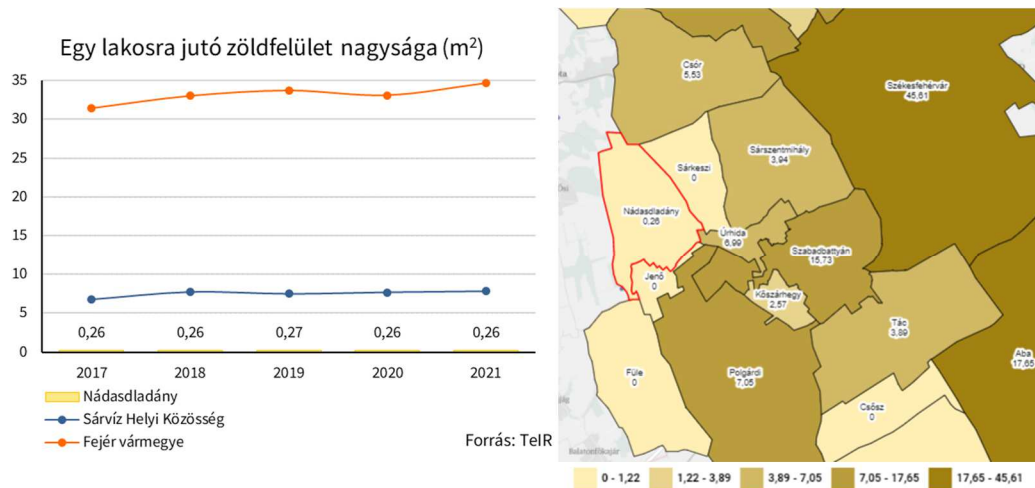 Egy lakosra jutó zöldfelület nagysága (m²)
35
30
25
20
15
10
5
0
0,26
0,26
0,27
0,26
0,26
2017
2018
2019
2020
2021
Nádasdladány
Sárvíz Helyi Közösség
Fejér vármegye
Forrás: TeIR
Csór
5,53
Székesfehérvár
45,61
Sárszentmihály
3,94
Sárkeszi
0
Nádasdladány
0,26
Úrhida
6,99
Szabadbattyán
15,73
Jenő
0
Kőszárhegy
2,57
Tác
3,89
Aba
17,65
Füle
0
Polgárdi
7,05
Csősz
0
Balatonfőkajár
0 - 1,22
1,22 - 3,89
3,89 - 7,05
7,05 - 17,65
17,65 - 45,61